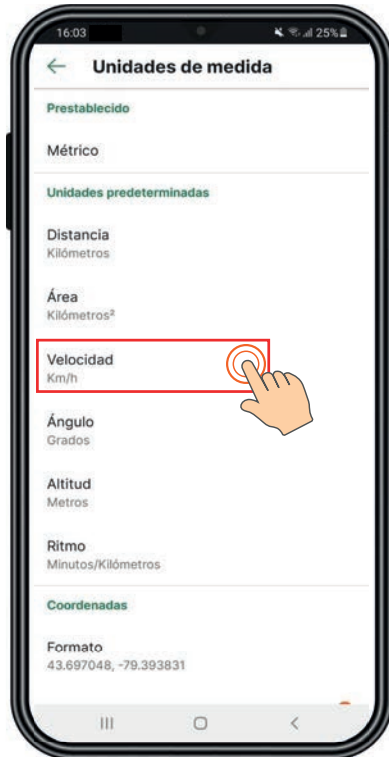 16:03
25%
Unidades de medida
Prestablecido
Métrico
Unidades predeterminadas
Distancia
Kilómetros
Área
Kilómetros²
Velocidad
Km/h
Ángulo
Grados
Altitud
Metros
Ritmo
Minutos/Kilómetros
Coordenadas
Formato
43.697048, -79.393831